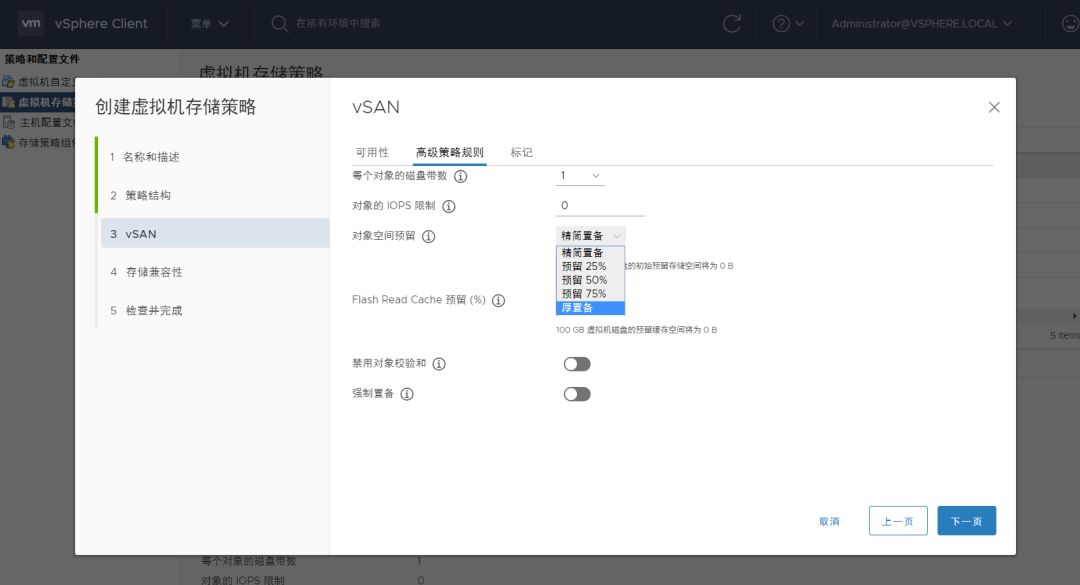 vm vSphere Client 菜单 在所有环境中搜索 Administrator@VSPHERE.LOCAL
策略和配置文件
虚拟机存储策略
虚拟机自定
虚拟机存储
主机配置文
存储策略组
创建虚拟机存储策略
1 名称和描述
2 策略结构
3 vSAN
4 存储兼容性
5 检查并完成
vSAN
可用性 高级策略规则 标记
每个对象的磁盘带数 1
对象的 IOPS 限制 0
对象空间预留 精简置备
精简置备
预留 25%
预留 50%
预留 75%
厚置备
的初始预留存储空间将为 0 B
Flash Read Cache 预留 (%)
100 GB 虚拟机磁盘的预留缓存空间将为 0 B
禁用对象校验和
强制置备
取消 上一页 下一页
5 items
每个对象的磁盘带数 1
对象的 IOPS 限制 0